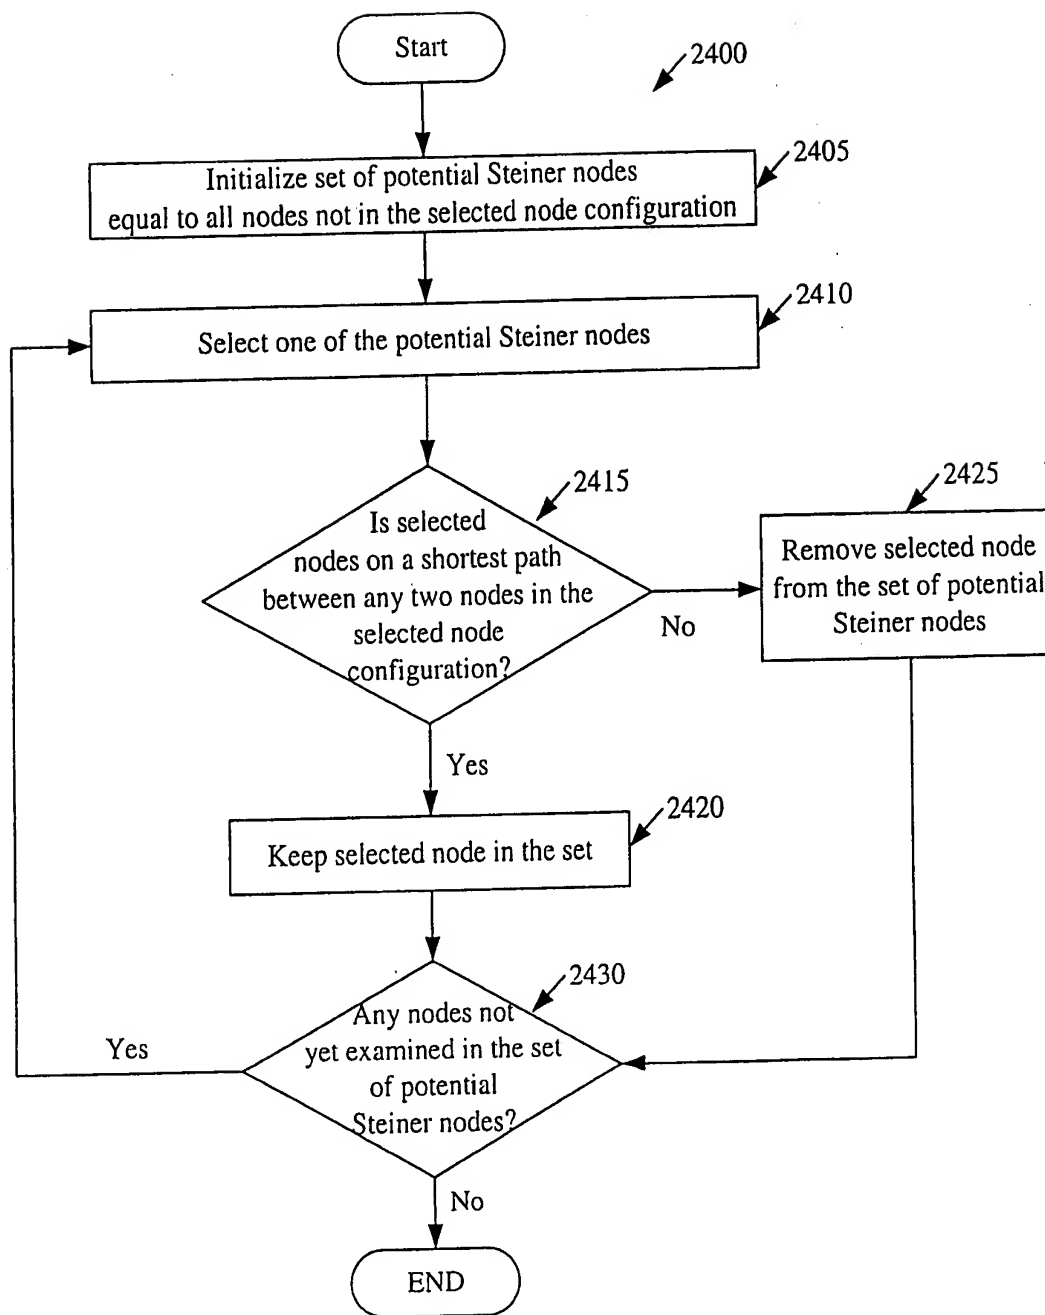 Start
2400
2405
Initialize set of potential Steiner nodes
equal to all nodes not in the selected node configuration
2410
Select one of the potential Steiner nodes
2415
Is selected
nodes on a shortest path
between any two nodes in the
selected node
configuration?
No
2425
Remove selected node
from the set of potential
Steiner nodes
Yes
2420
Keep selected node in the set
2430
Any nodes not
yet examined in the set
of potential
Steiner nodes?
Yes
No
END